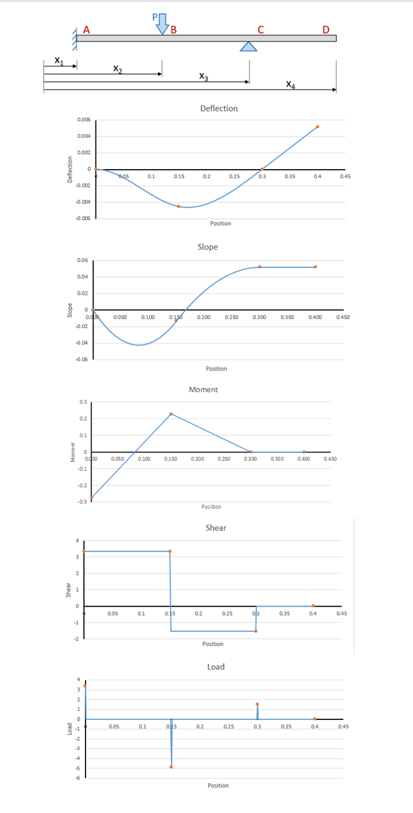 P
A B C D
X1
X2
X3
X4
Deflection
0.006
0.004
0.002
0
-0.002
-0.004
-0.006
0.05 0.1 0.15 0.2 0.25 0.3 0.35 0.4 0.45
Deflection
Position
Slope
0.06
0.04
0.02
0
-0.02
-0.04
-0.06
0.000 0.050 0.100 0.150 0.200 0.250 0.300 0.350 0.400 0.450
Slope
Position
Moment
0.3
0.2
0.1
0
-0.1
-0.2
-0.3
0.000 0.050 0.100 0.150 0.200 0.250 0.300 0.350 0.400 0.450
Moment
Position
Shear
4
3
2
1
0
-1
-2
0.05 0.1 0.15 0.2 0.25 0.3 0.35 0.4 0.45
Shear
Position
Load
4
3
2
1
0
-1
-2
-3
-4
-5
-6
0.05 0.1 0.15 0.2 0.25 0.3 0.35 0.4 0.45
Load
Position